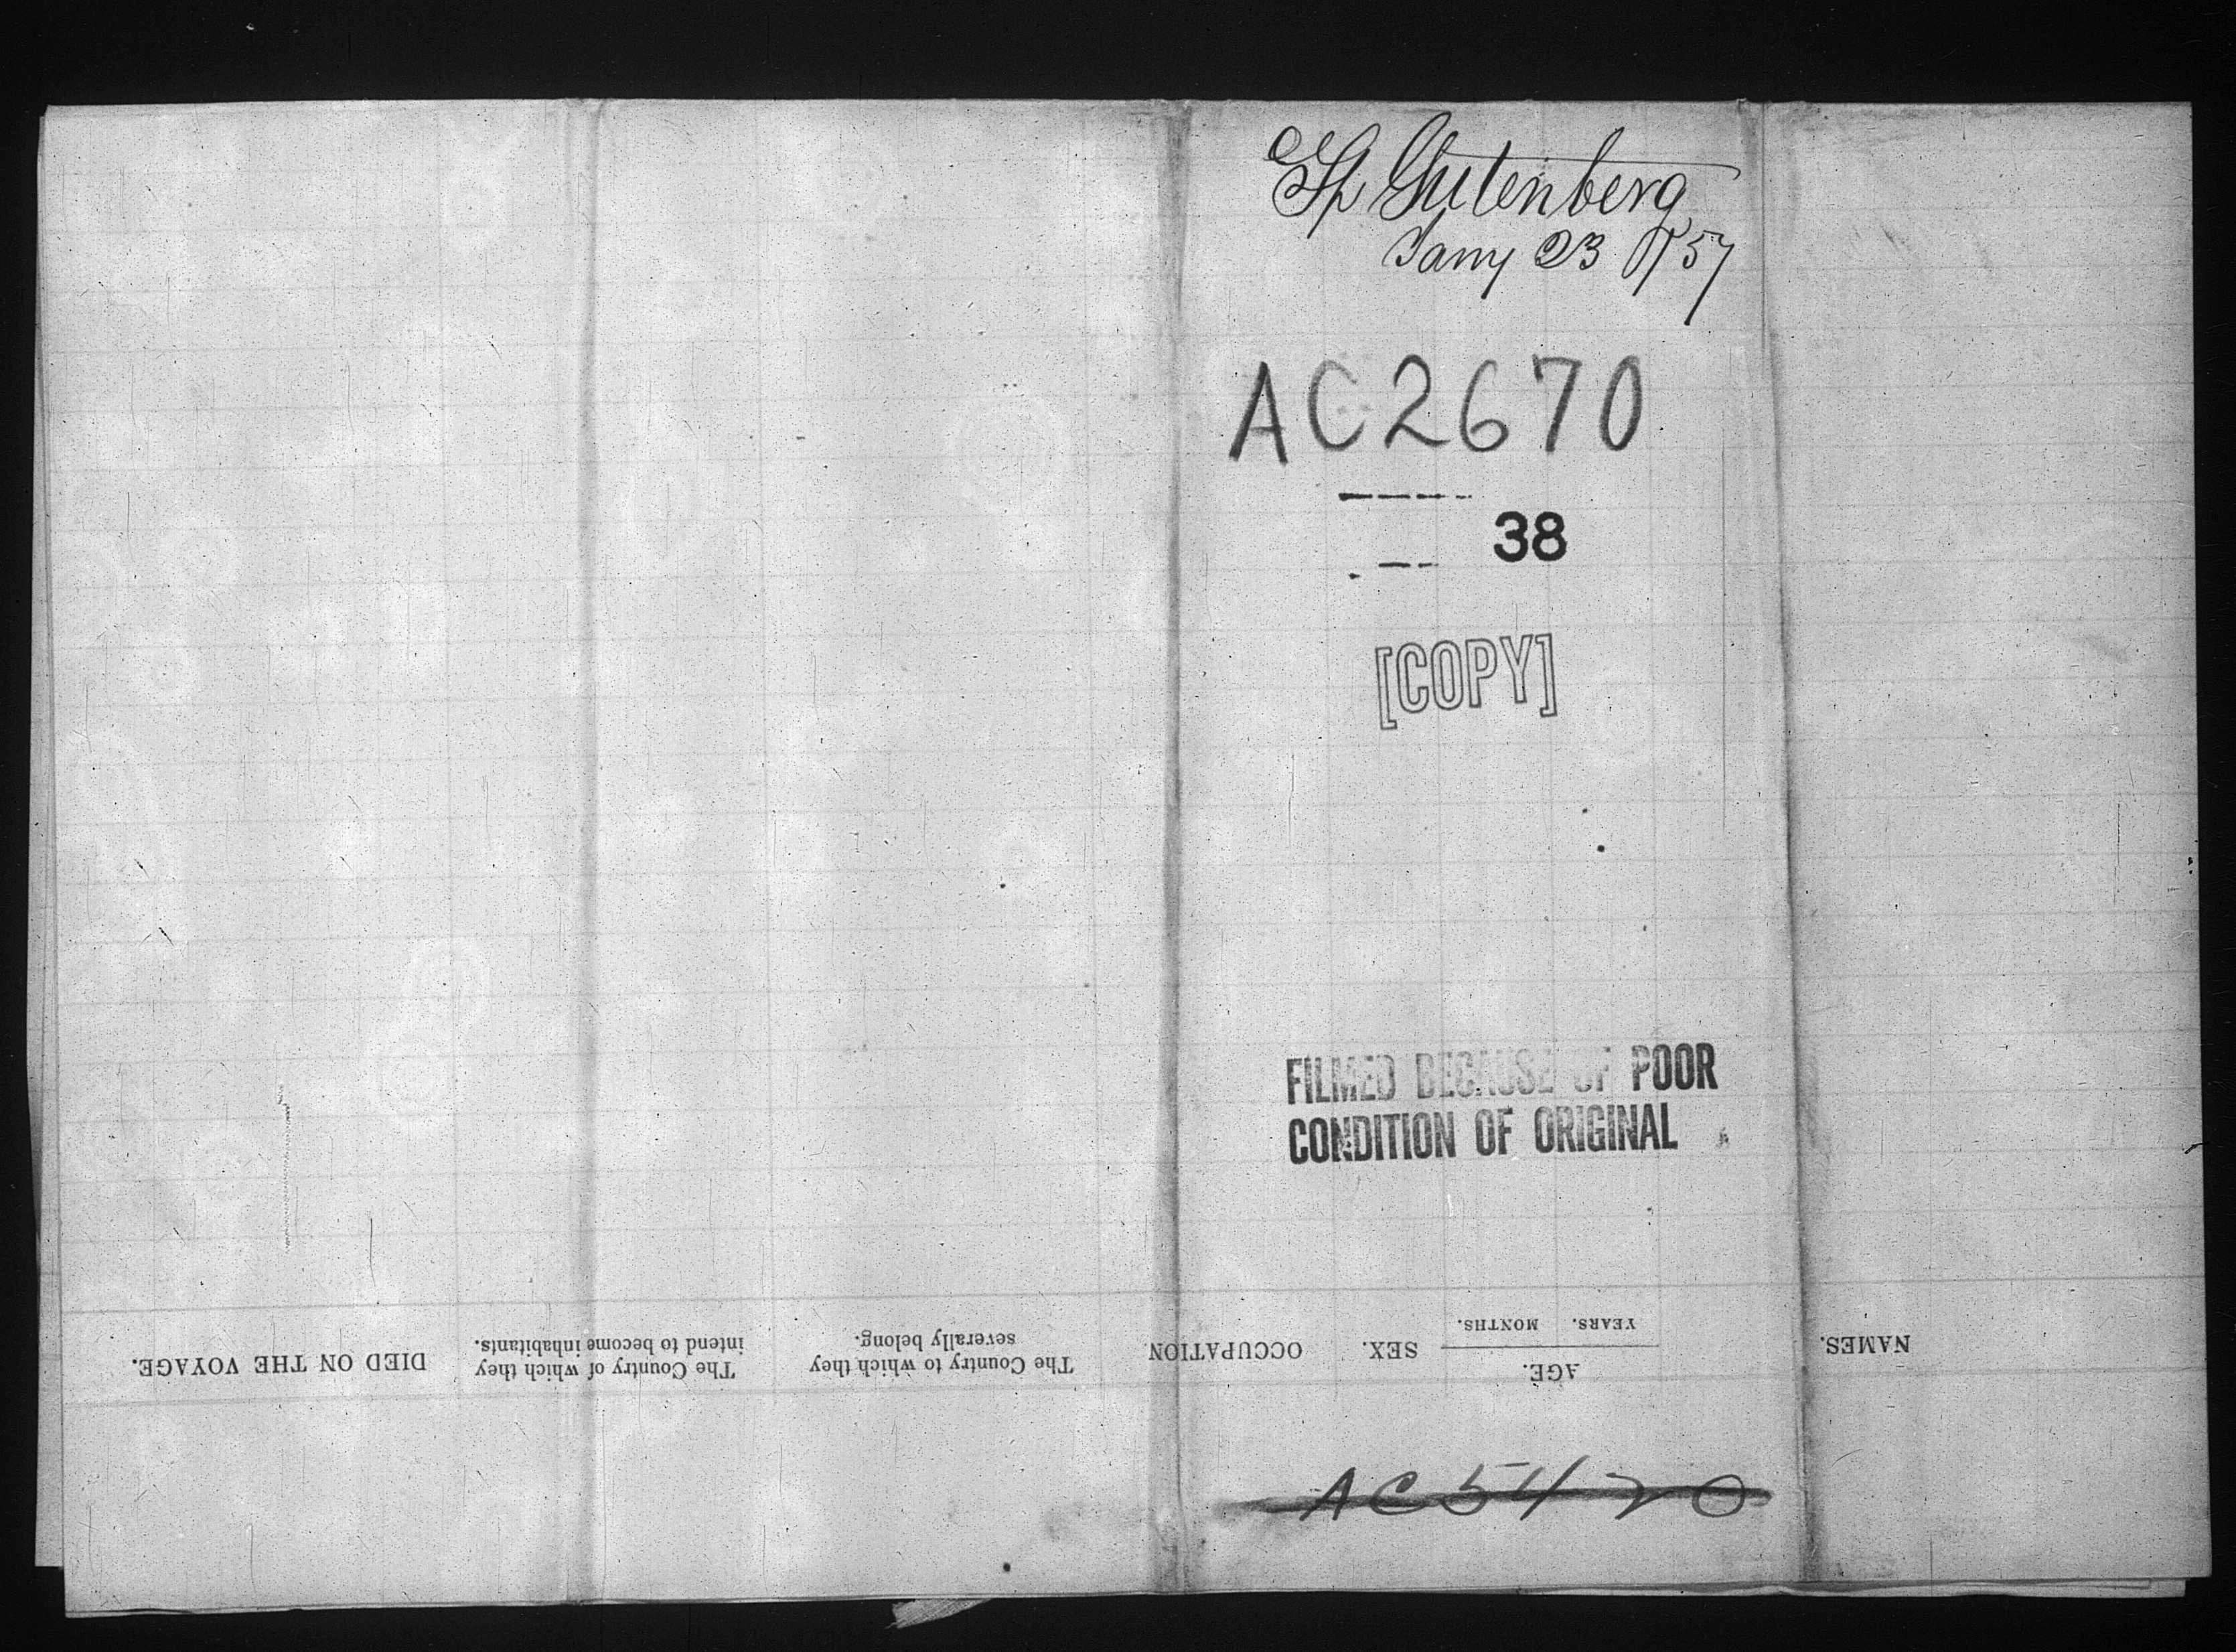 Sp Gutenberg
Jany 23 1857
AC2670
38
[COPY]
FILMED BECAUSE OF POOR
CONDITION OF ORIGINAL
NAMES.
AGE.
YEARS. MONTHS.
SEX.
OCCUPATION
The Country to which they
severally belong.
The Country of which they
intend to become inhabitants.
DIED ON THE VOYAGE.
AC5420